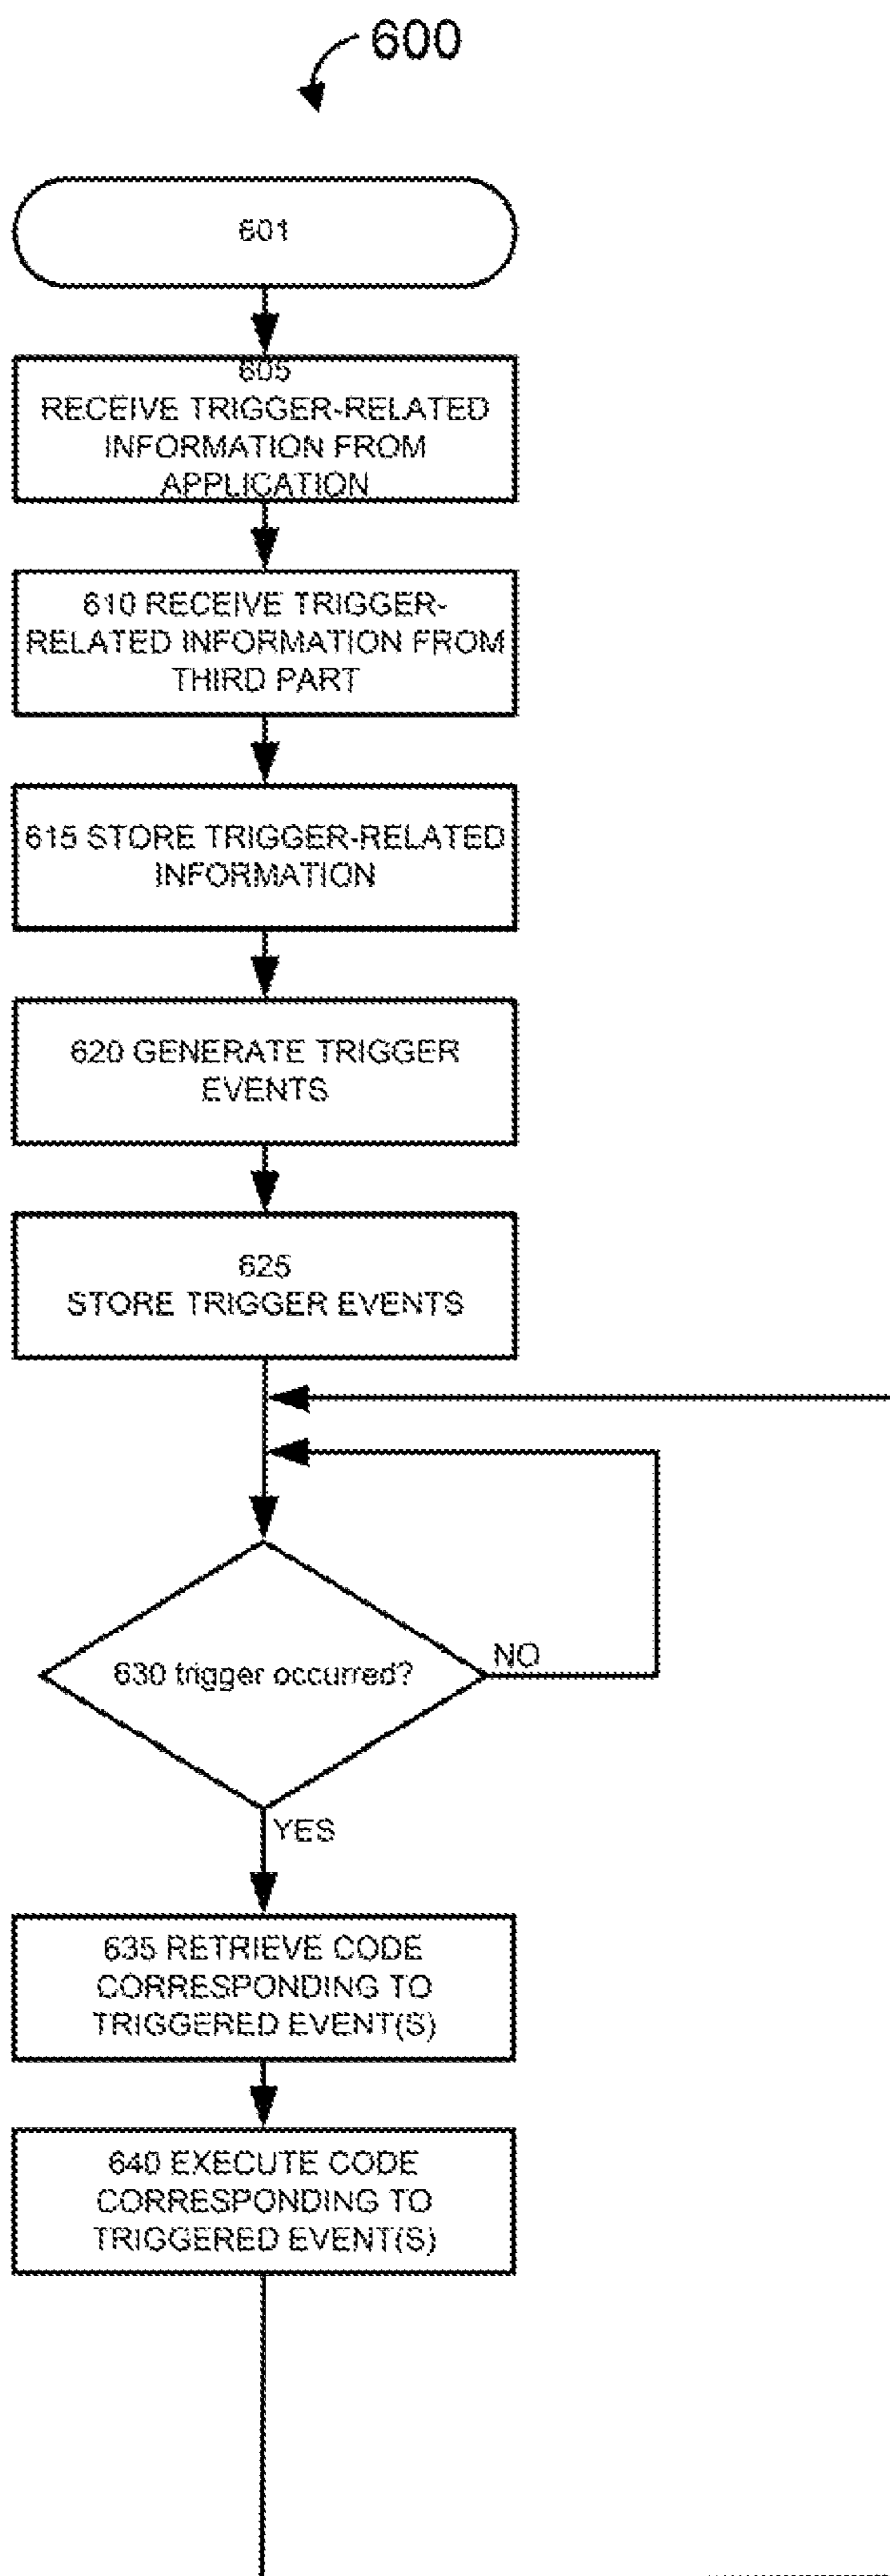 600
601
605
RECEIVE TRIGGER-RELATED
INFORMATION FROM
APPLICATION
610 RECEIVE TRIGGER-
RELATED INFORMATION FROM
THIRD PART
615 STORE TRIGGER-RELATED
INFORMATION
620 GENERATE TRIGGER
EVENTS
625
STORE TRIGGER EVENTS
630 trigger occurred?
NO
YES
635 RETRIEVE CODE
CORRESPONDING TO
TRIGGERED EVENT(S)
640 EXECUTE CODE
CORRESPONDING TO
TRIGGERED EVENT(S)